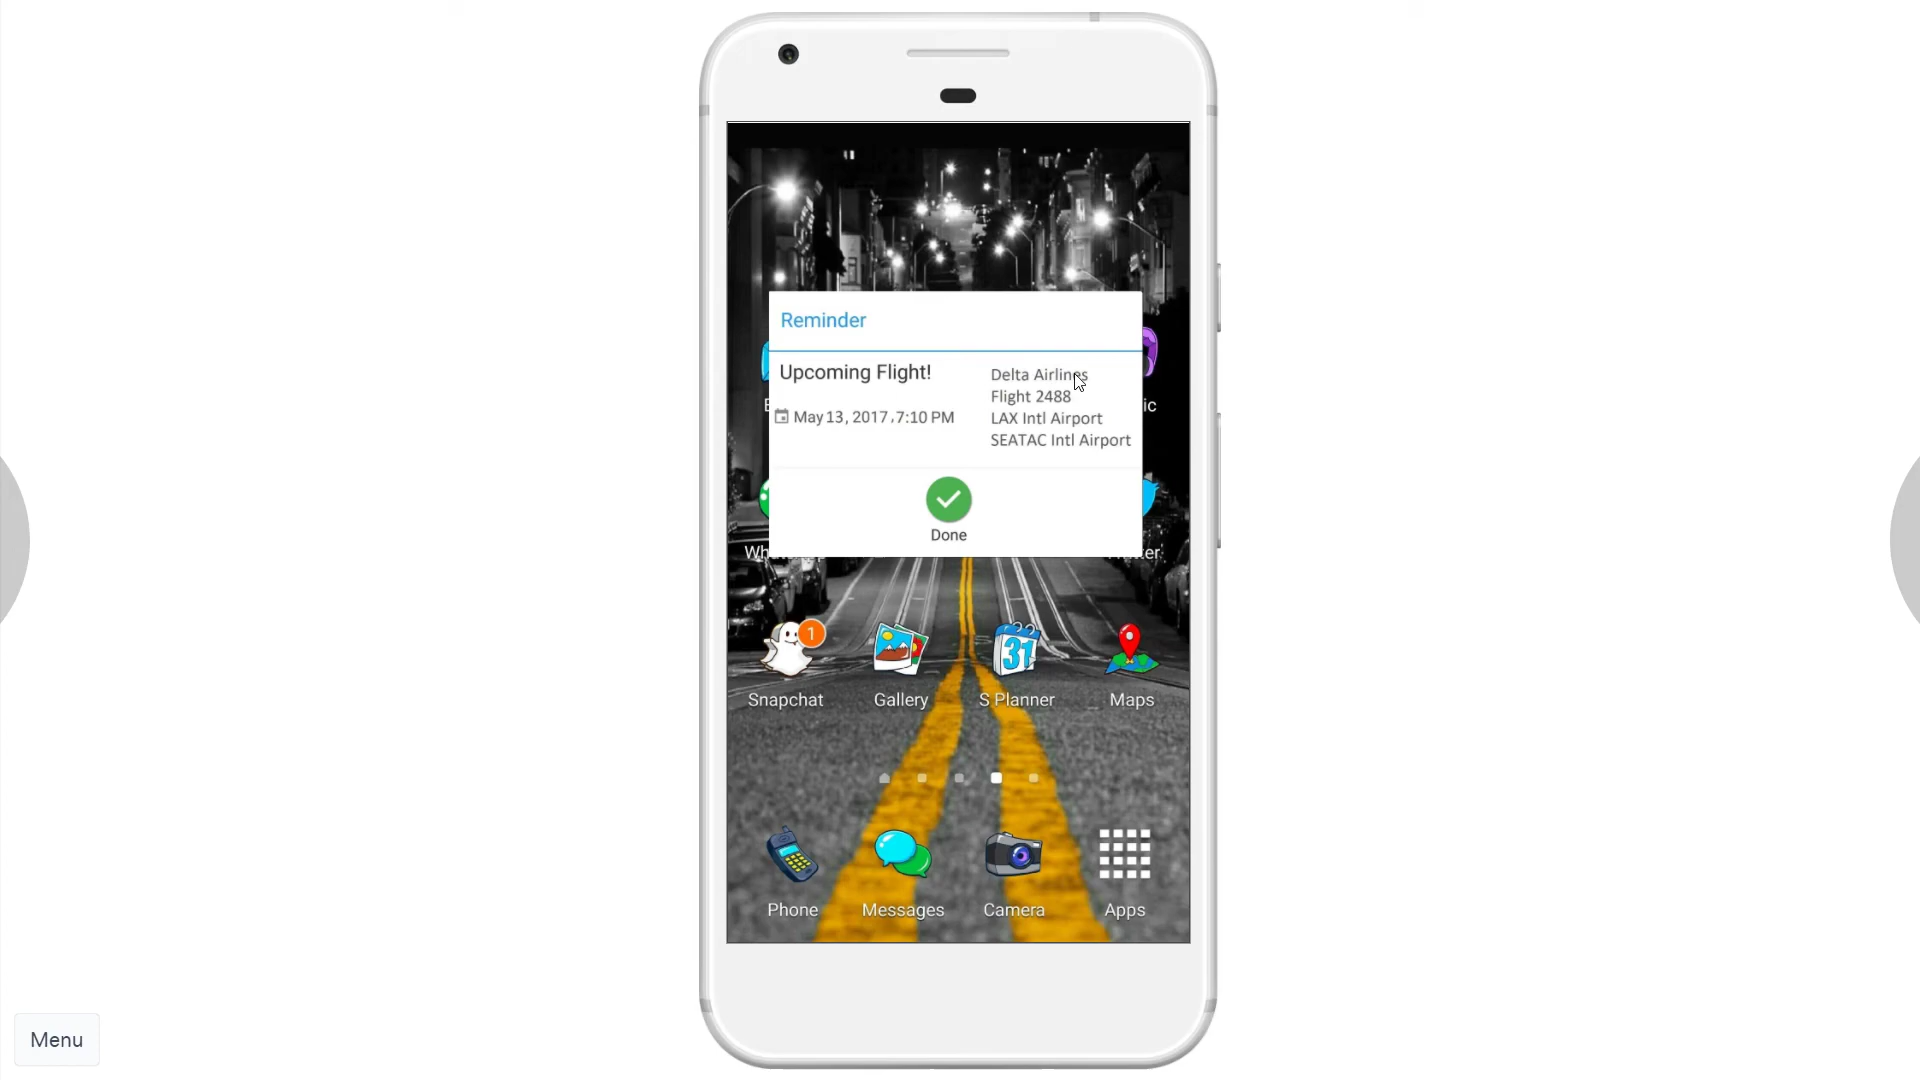 Reminder
Upcoming Flight!
May 13, 2017, 7:10 PM
Delta Airlines
Flight 2488
LAX Intl Airport
SEATAC Intl Airport
Done
1
31
Snapchat
Gallery
S Planner
Maps
Phone
Messages
Camera
Apps
Menu